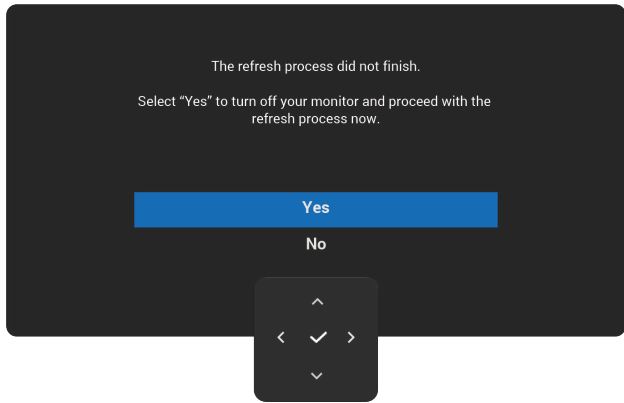 The refresh process did not finish.
Select “Yes” to turn off your monitor and proceed with the
refresh process now.
Yes
No